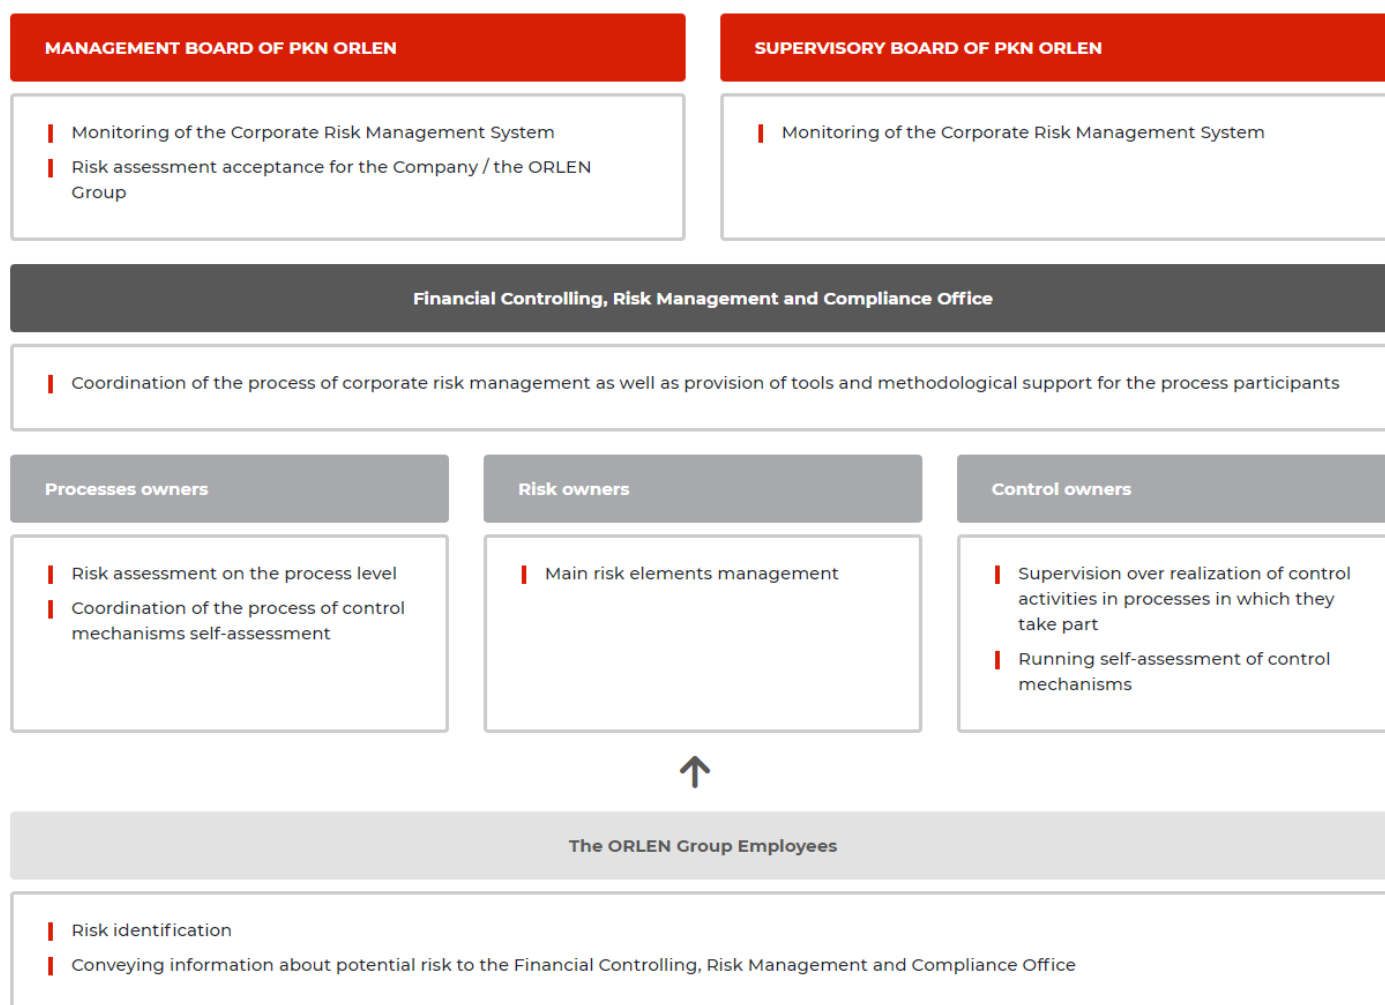 MANAGEMENT BOARD OF PKN ORLEN
Monitoring of the Corporate Risk Management System
Risk assessment acceptance for the Company / the ORLEN
Group
SUPERVISORY BOARD OF PKN ORLEN
Monitoring of the Corporate Risk Management System
Financial Controlling, Risk Management and Compliance Office
Coordination of the process of corporate risk management as well as provision of tools and methodological support for the process participants
Processes owners
Risk assessment on the process level
Coordination of the process of control
mechanisms self-assessment
Risk owners
Main risk elements management
Control owners
Supervision over realization of control
activities in processes in which they
take part
Running self-assessment of control
mechanisms
The ORLEN Group Employees
Risk identification
Conveying information about potential risk to the Financial Controlling, Risk Management and Compliance Office